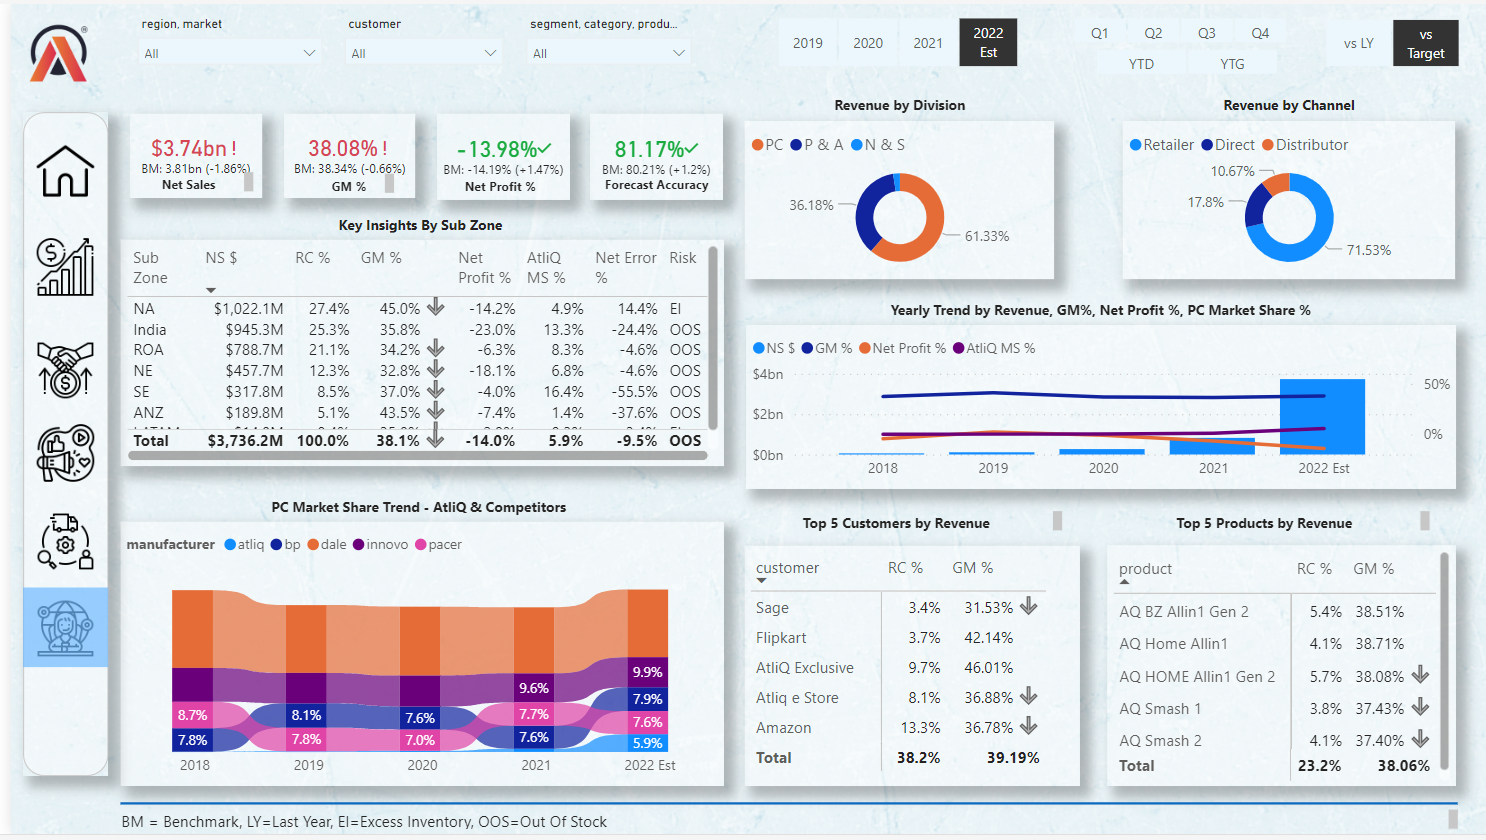 region, market
customer
segment, category, produ...
All
All
All
2019
2020
2021
2022
Est
Q1
Q2
Q3
Q4
YTD
YTG
vs LY
vs
Target
$3.74bn !
BM: 3.81bn (-1.86%)
Net Sales
38.08% !
BM: 38.34% (-0.66%)
GM %
-13.98%
BM: -14.19% (+1.47%)
Net Profit %
81.17%
BM: 80.21% (+1.2%)
Forecast Accuracy
Revenue by Division
PC P & A N & S
36.18%
61.33%
Revenue by Channel
Retailer Direct Distributor
10.67%
17.8%
71.53%
Key Insights By Sub Zone
Sub Zone NS $ RC % GM % Net Profit % AtliQ MS % Net Error % Risk
NA $1,022.1M 27.4% 45.0% -14.2% 4.9% 14.4% EI
India $945.3M 25.3% 35.8% -23.0% 13.3% -24.4% OOS
ROA $788.7M 21.1% 34.2% -6.3% 8.3% -4.6% OOS
NE $457.7M 12.3% 32.8% -18.1% 6.8% -4.6% OOS
SE $317.8M 8.5% 37.0% -4.0% 16.4% -55.5% OOS
ANZ $189.8M 5.1% 43.5% -7.4% 1.4% -37.6% OOS
Total $3,736.2M 100.0% 38.1% -14.0% 5.9% -9.5% OOS
Yearly Trend by Revenue, GM%, Net Profit %, PC Market Share %
NS $ GM % Net Profit % AtliQ MS %
$4bn
$2bn
$0bn
50%
0%
2018 2019 2020 2021 2022 Est
PC Market Share Trend - AtliQ & Competitors
manufacturer atliq bp dale innovo pacer
8.7%
7.8%
8.1%
7.8%
7.6%
7.0%
9.6%
7.7%
7.6%
9.9%
7.9%
7.6%
5.9%
2018 2019 2020 2021 2022 Est
Top 5 Customers by Revenue
customer RC % GM %
Sage 3.4% 31.53%
Flipkart 3.7% 42.14%
AtliQ Exclusive 9.7% 46.01%
Atliq e Store 8.1% 36.88%
Amazon 13.3% 36.78%
Total 38.2% 39.19%
Top 5 Products by Revenue
product RC % GM %
AQ BZ Allin1 Gen 2 5.4% 38.51%
AQ Home Allin1 4.1% 38.71%
AQ HOME Allin1 Gen 2 5.7% 38.08%
AQ Smash 1 3.8% 37.43%
AQ Smash 2 4.1% 37.40%
Total 23.2% 38.06%
BM = Benchmark, LY=Last Year, EI=Excess Inventory, OOS=Out Of Stock